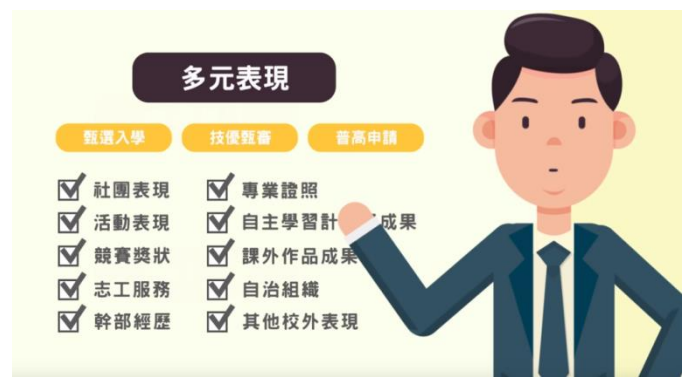 多元表現
甄選入學 技優甄審 普高申請
社團表現 專業證照
活動表現 自主學習計 成果
競賽獎狀 課外作品成果
志工服務 自治組織
幹部經歷 其他校外表現